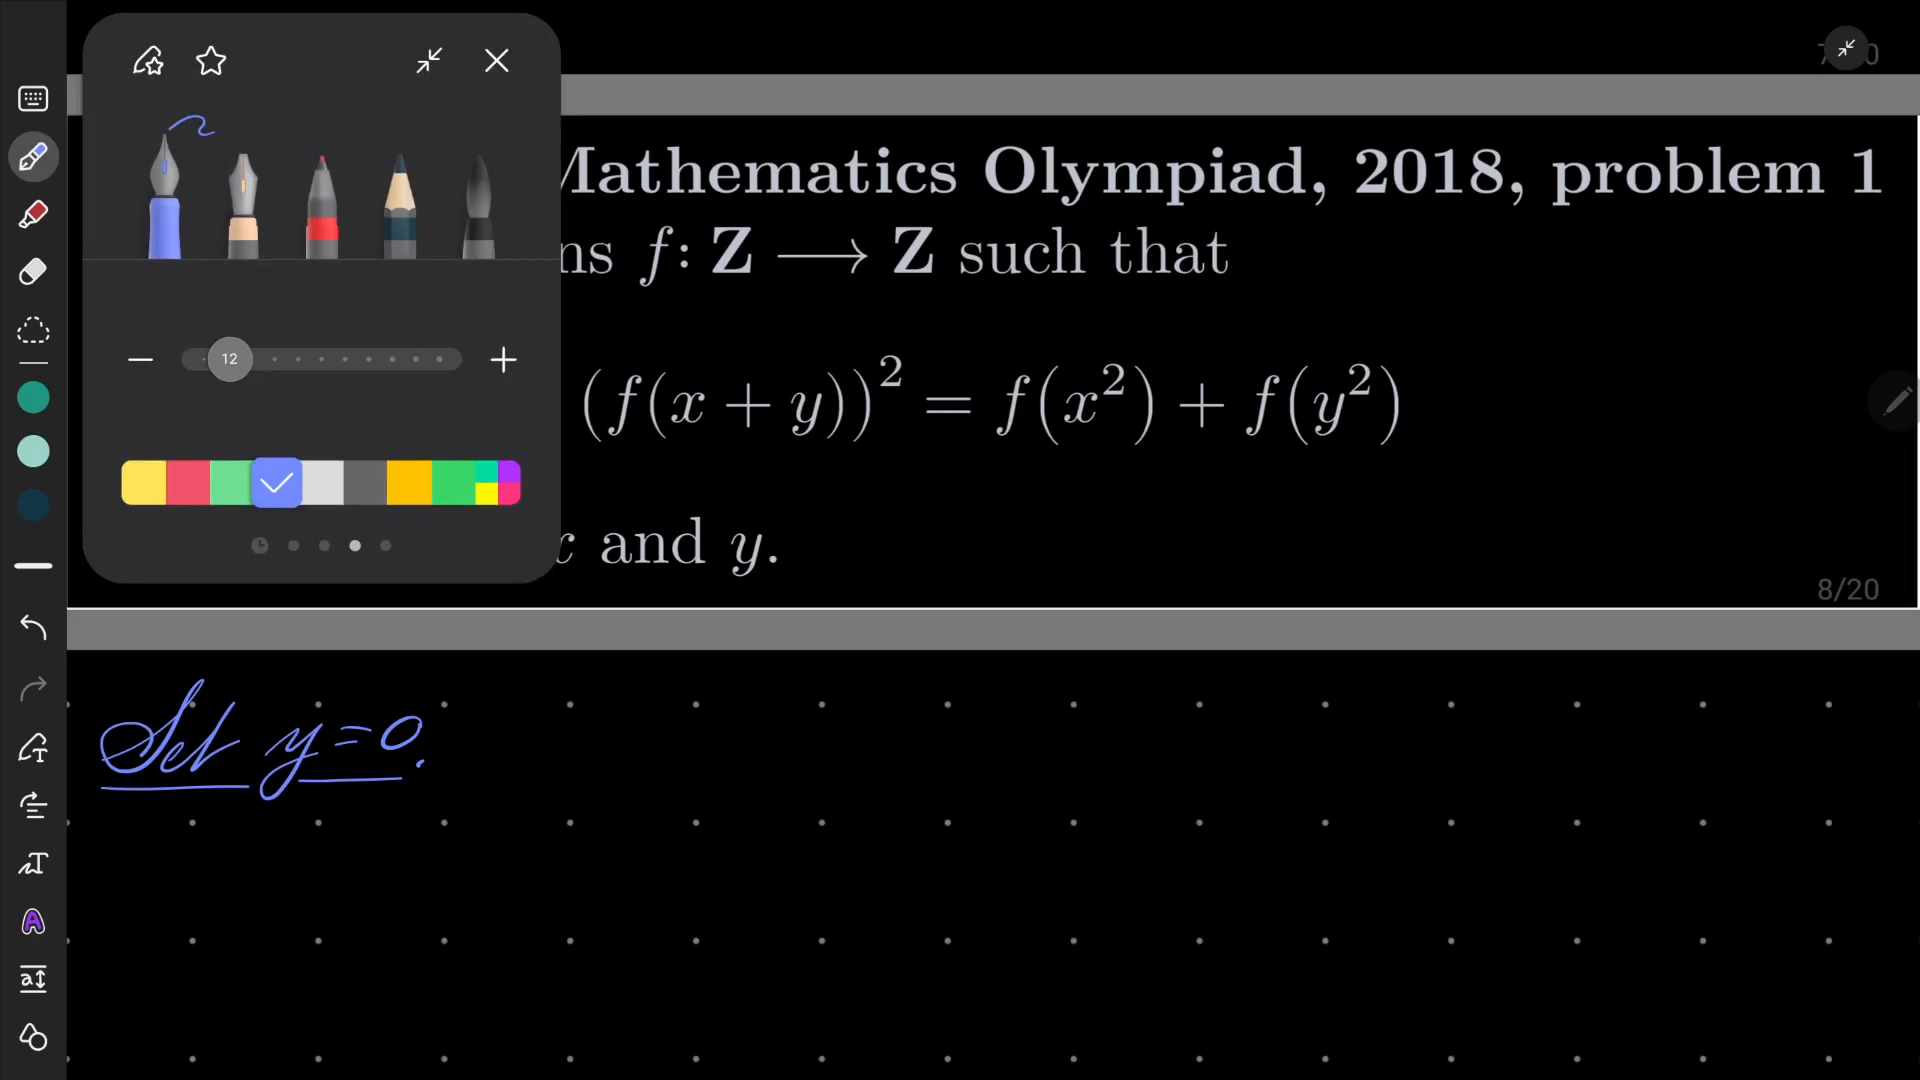 Mathematics Olympiad, 2018, problem 1
ns f: Z ⟶ Z such that
12
(f(x + y))² = f(x²) + f(y²)
x and y.
8/20
Set y=0.